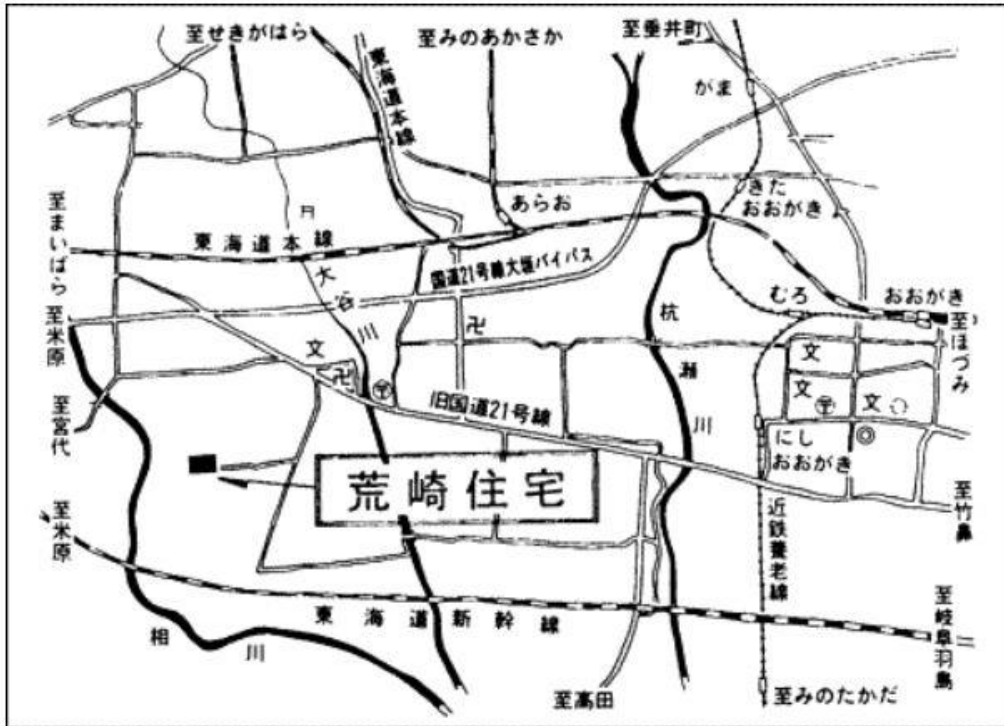 至せきがはら
東海道本線
至みのあかさか
至垂井町
がま
きた
おおがき
あらお
至まいばら
東海道本線
国道21号線大垣バイパス
大谷川
杭瀬川
むろ
おおがき
至ほづみ
至米原
文
卍
卍
〒
旧国道21号線
文
文
〒
文
◎
にし
おおがき
至宮代
荒崎住宅
至竹鼻
至米原
近鉄養老線
東海道新幹線
相川
至岐阜羽島
至高田
至みのたかだ